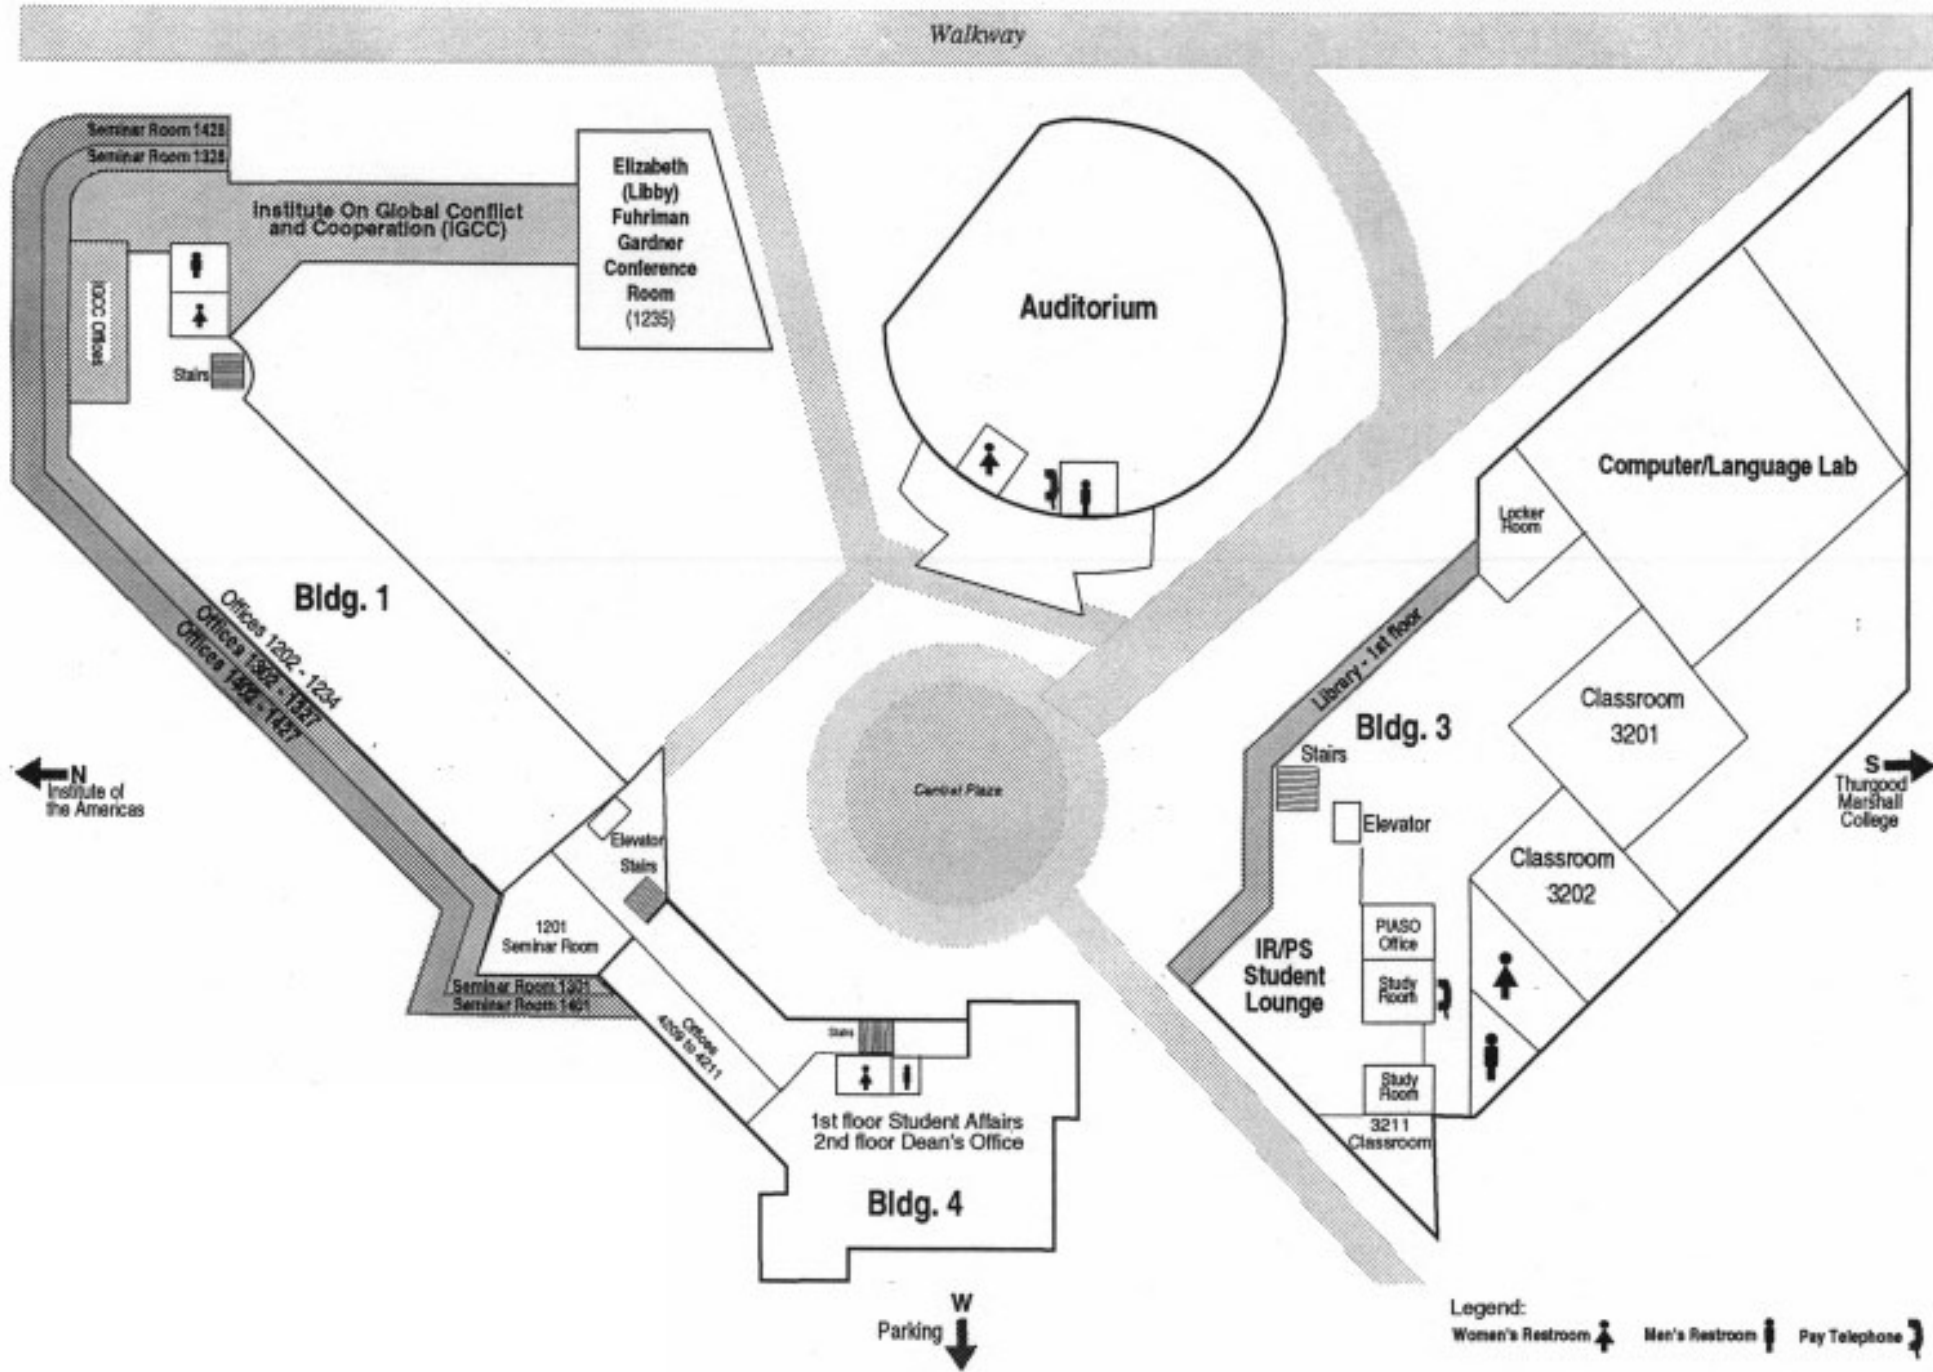 Walkway
Seminar Room 1428
Seminar Room 1328
Institute On Global Conflict
and Cooperation (IGCC)
Elizabeth
(Libby)
Fuhriman
Gardner
Conference
Room
(1235)
IGCC Offices
Stairs
Auditorium
Computer/Language Lab
Locker
Room
Bldg. 1
Offices 1202 - 1234
Offices 1302 - 1327
Offices 1402 - 1427
Library - 1st floor
Classroom
3201
Bldg. 3
Stairs
N
Institute of
the Americas
Central Plaza
S
Thurgood
Marshall
College
Elevator
Elevator
Stairs
Classroom
3202
1201
Seminar Room
PIASO
Office
IR/PS
Student
Lounge
Study
Room
Seminar Room 1301
Seminar Room 1401
Offices
4209 to 4211
Stairs
Study
Room
1st floor Student Affairs
2nd floor Dean's Office
3211
Classroom
Bldg. 4
W
Parking
Legend:
Women's Restroom
Men's Restroom
Pay Telephone